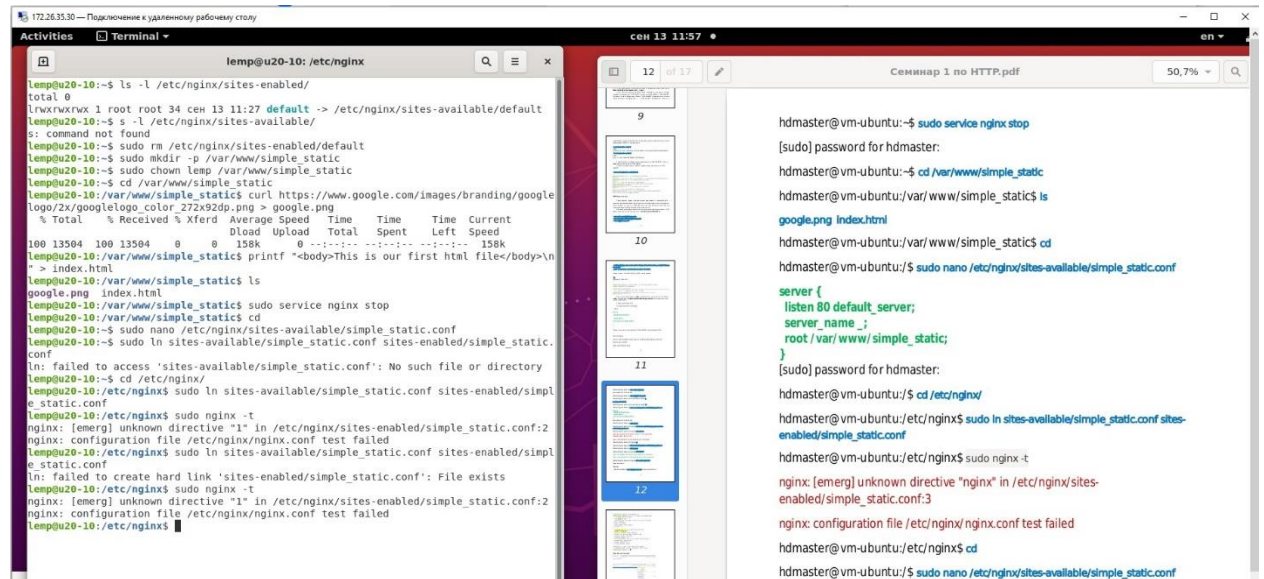 172.26.35.30 — Подключение к удаленному рабочему столу
Activities Terminal сен 13 11:57 en
lemp@u20-10: /etc/nginx
lemp@u20-10:~$ ls -l /etc/nginx/sites-enabled/
total 0
lrwxrwxrwx 1 root root 34 сен 13 11:27 default -> /etc/nginx/sites-available/default
lemp@u20-10:~$ s -l /etc/nginx/sites-available/
s: command not found
lemp@u20-10:~$ sudo rm /etc/nginx/sites-enabled/default
lemp@u20-10:~$ sudo mkdir -p /var/www/simple_static
lemp@u20-10:~$ sudo chown lemp /var/www/simple_static
lemp@u20-10:~$ cd /var/www/simple_static
lemp@u20-10:/var/www/simple_static$ curl https://www.google.com/images/branding/google
logo/2x/googlelogo_color_272x92dp.png > google.png
% Total % Received % Xferd Average Speed Time Time Time Current
Dload Upload Total Spent Left Speed
100 13504 100 13504 0 0 158k 0 --:--:-- --:--:-- --:--:-- 158k
lemp@u20-10:/var/www/simple_static$ printf "<body>This is our first html file</body>\n
" > index.html
lemp@u20-10:/var/www/simple_static$ ls
google.png index.html
lemp@u20-10:/var/www/simple_static$ sudo service nginx stop
lemp@u20-10:/var/www/simple_static$ cd
lemp@u20-10:~$ sudo nano /etc/nginx/sites-available/simple_static.conf
lemp@u20-10:~$ sudo ln sites-available/simple_static.conf sites-enabled/simple_static.
conf
ln: failed to access 'sites-available/simple_static.conf': No such file or directory
lemp@u20-10:~$ cd /etc/nginx/
lemp@u20-10:/etc/nginx$ sudo ln sites-available/simple_static.conf sites-enabled/simpl
e_static.conf
lemp@u20-10:/etc/nginx$ sudo nginx -t
nginx: [emerg] unknown directive "1" in /etc/nginx/sites-enabled/simple_static.conf:2
nginx: configuration file /etc/nginx/nginx.conf test failed
lemp@u20-10:/etc/nginx$ sudo ln sites-available/simple_static.conf sites-enabled/simpl
e_static.conf
ln: failed to create hard link 'sites-enabled/simple_static.conf': File exists
lemp@u20-10:/etc/nginx$ sudo nginx -t
nginx: [emerg] unknown directive "1" in /etc/nginx/sites-enabled/simple_static.conf:2
nginx: configuration file /etc/nginx/nginx.conf test failed
lemp@u20-10:/etc/nginx$
12 of 17 Семинар 1 по HTTP.pdf 50,7%
9
10
11
12
hdmaster@vm-ubuntu:~$ sudo service nginx stop
[sudo] password for hdmaster:
hdmaster@vm-ubuntu:~$ cd /var/www/simple_static
hdmaster@vm-ubuntu:/var/www/simple_static$ ls
google.png index.html
hdmaster@vm-ubuntu:/var/www/simple_static$ cd
hdmaster@vm-ubuntu:/$ sudo nano /etc/nginx/sites-available/simple_static.conf
server {
listen 80 default_server;
server_name _;
root /var/www/simple_static;
}
[sudo] password for hdmaster:
hdmaster@vm-ubuntu:/$ cd /etc/nginx/
hdmaster@vm-ubuntu:/etc/nginx$ sudo ln sites-available/simple_static.conf sites-
enabled/simple_static.conf
hdmaster@vm-ubuntu:/etc/nginx$ sudo nginx -t
nginx: [emerg] unknown directive "nginx" in /etc/nginx/sites-
enabled/simple_static.conf:3
nginx: configuration file /etc/nginx/nginx.conf test failed
hdmaster@vm-ubuntu:/etc/nginx$ cd
hdmaster@vm-ubuntu:/$ sudo nano /etc/nginx/sites-available/simple_static.conf